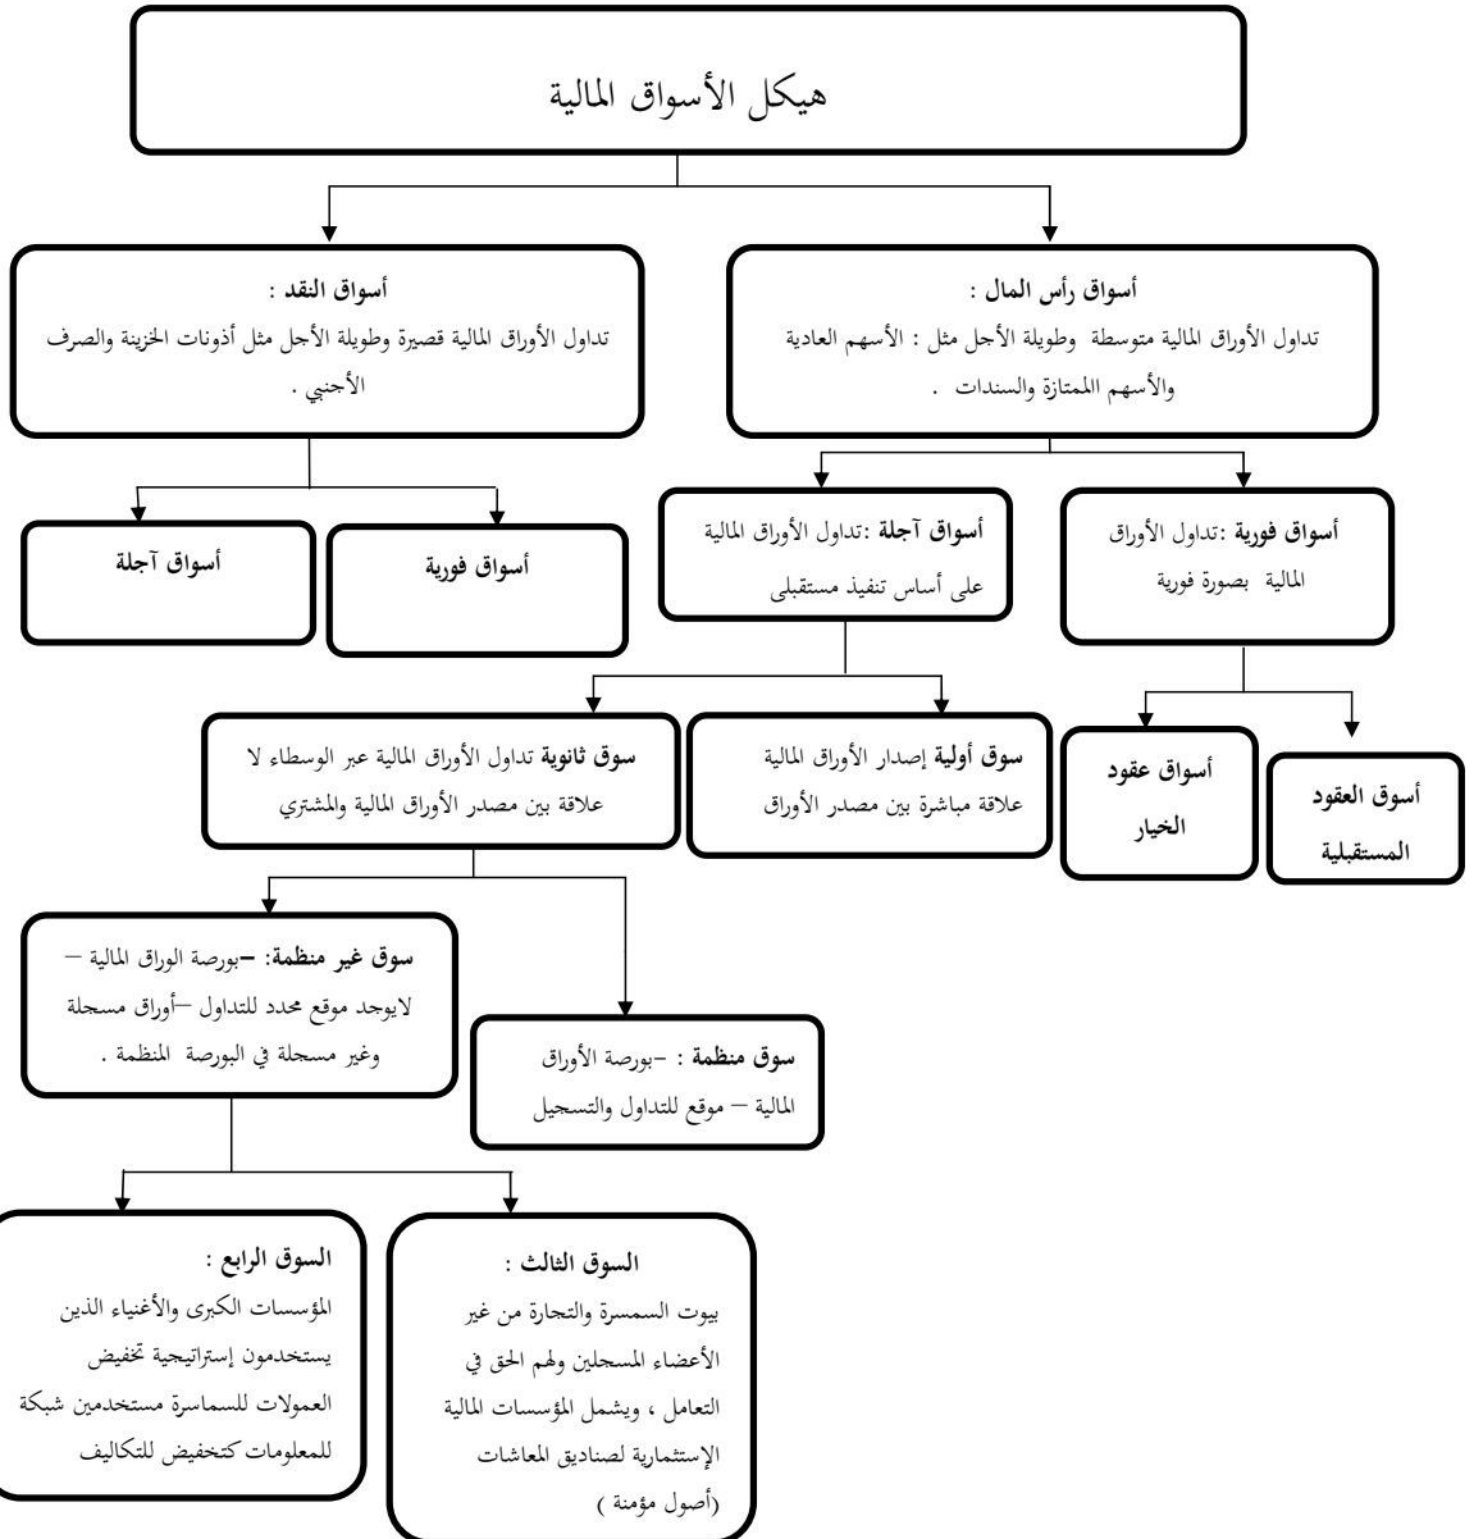 هيكل الأسواق المالية
أسواق رأس المال :
تداول الأوراق المالية متوسطة وطويلة الأجل مثل : الأسهم العادية
والأسهم االممتازة والسندات .
أسواق النقد :
تداول الأوراق المالية قصيرة وطويلة الأجل مثل أذونات الخزينة والصرف
الأجنبي .
أسواق فورية :تداول الأوراق
المالية بصورة فورية
أسواق آجلة :تداول الأوراق المالية
على أساس تنفيذ مستقبلى
أسواق فورية
أسواق آجلة
أسوق العقود
المستقبلية
أسواق عقود
الخيار
سوق أولية إصدار الأوراق المالية
علاقة مباشرة بين مصدر الأوراق
سوق ثانوية تداول الأوراق المالية عبر الوسطاء لا
علاقة بين مصدر الأوراق المالية والمشتري
سوق منظمة : -بورصة الأوراق
المالية – موقع للتداول والتسجيل
سوق غير منظمة: –بورصة الوراق المالية –
لايوجد موقع محدد للتداول –أوراق مسجلة
وغير مسجلة في البورصة المنظمة .
السوق الثالث :
بيوت السمسرة والتجارة من غير
الأعضاء المسجلين ولهم الحق في
التعامل ، ويشمل المؤسسات المالية
الإستثمارية لصناديق المعاشات
(أصول مؤمنة )
السوق الرابع :
المؤسسات الكبرى والأغنياء الذين
يستخدمون إستراتيجية تخفيض
العمولات للسماسرة مستخدمين شبكة
للمعلومات كتخفيض للتكاليف